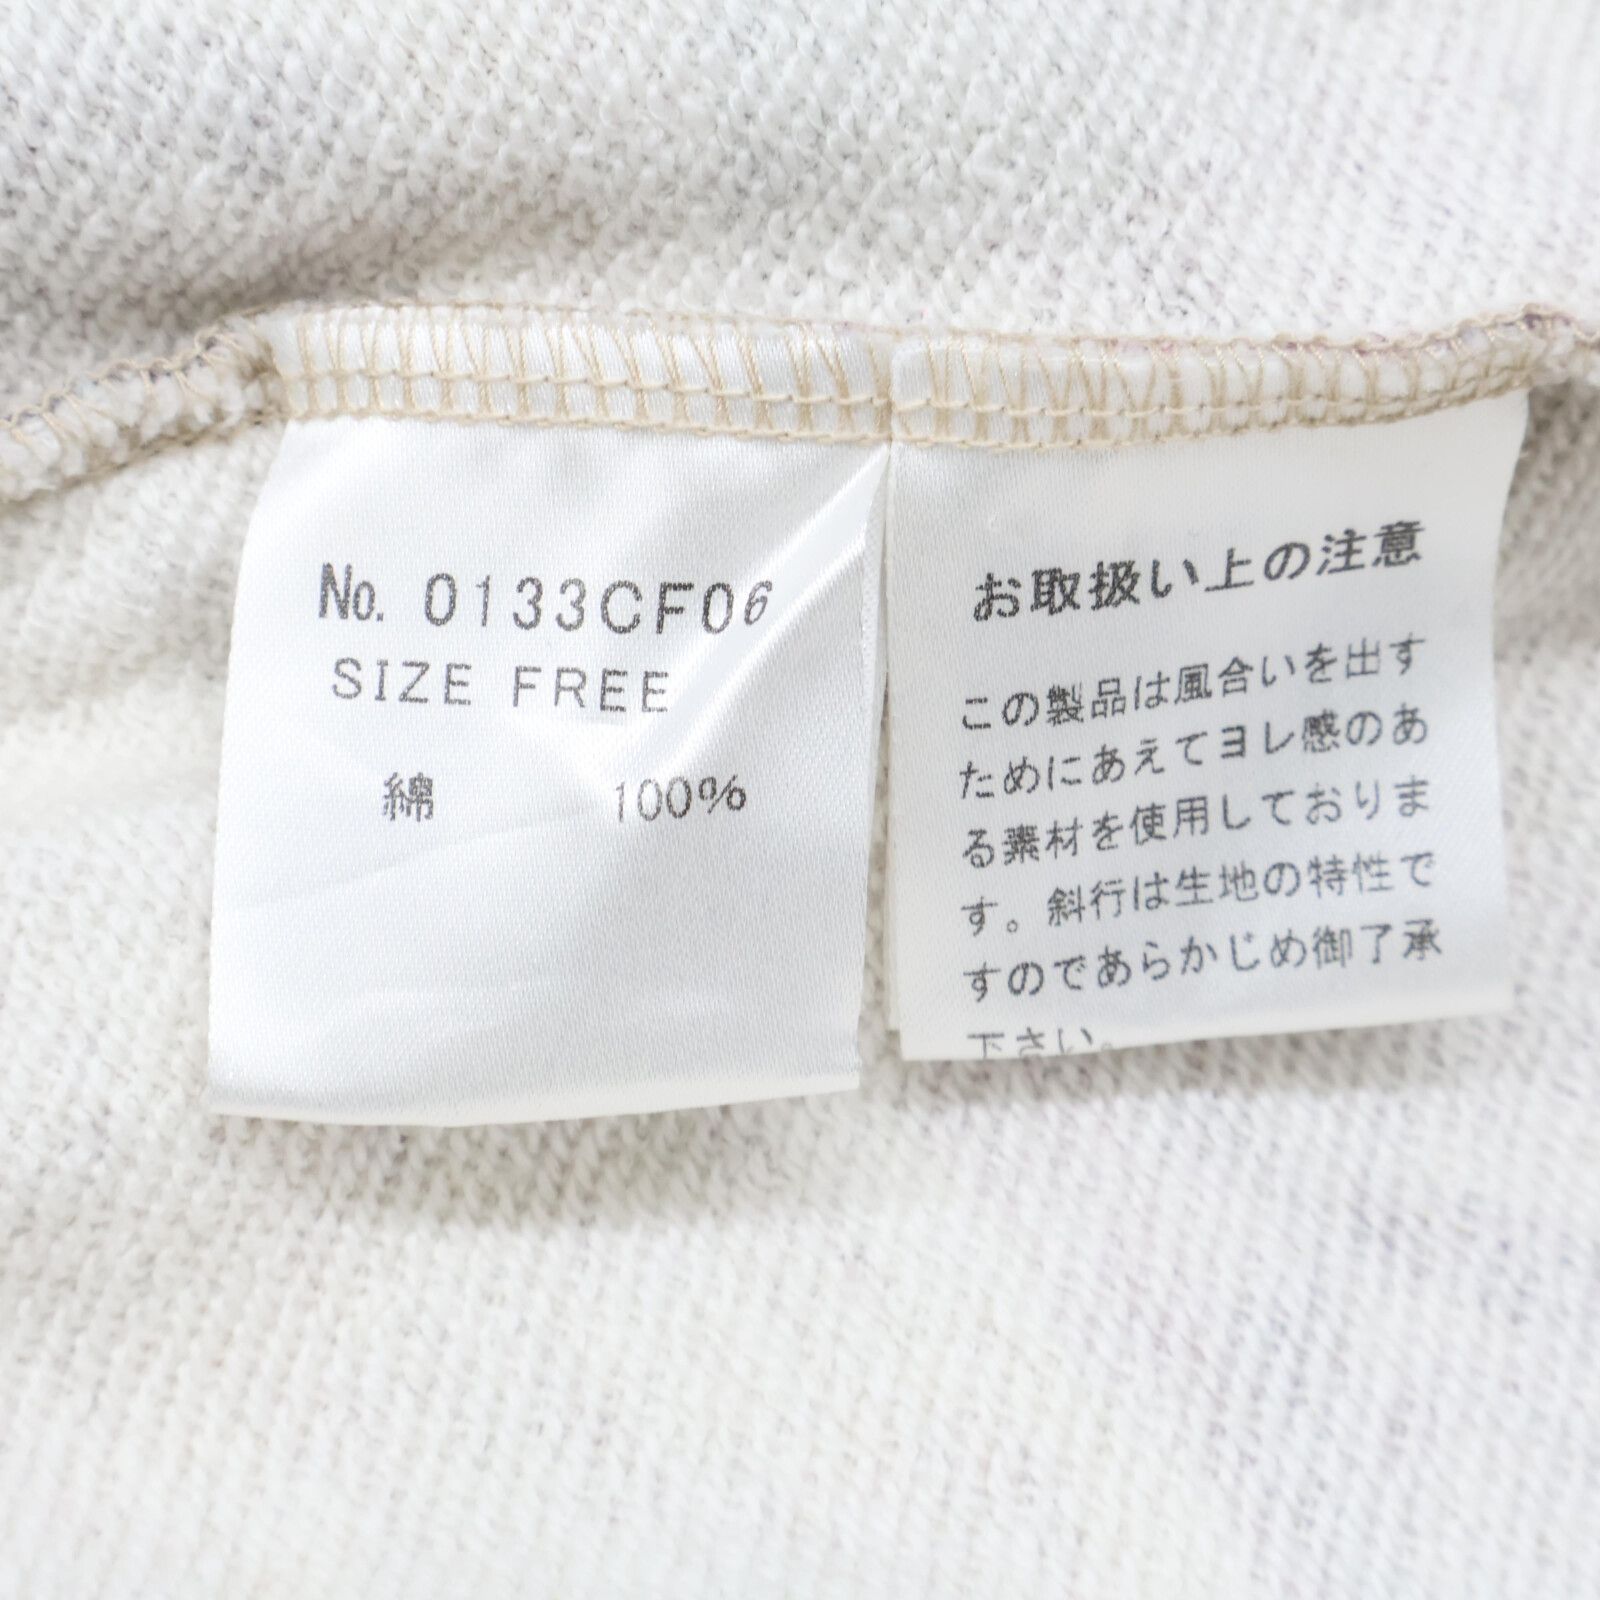 No. 0133CF06
SIZE FREE
綿 100%
お取扱い上の注意
この製品は風合いを出す
ためにあえてヨレ感のあ
る素材を使用しておりま
す。斜行は生地の特性で
すのであらかじめ御了承
下さい。